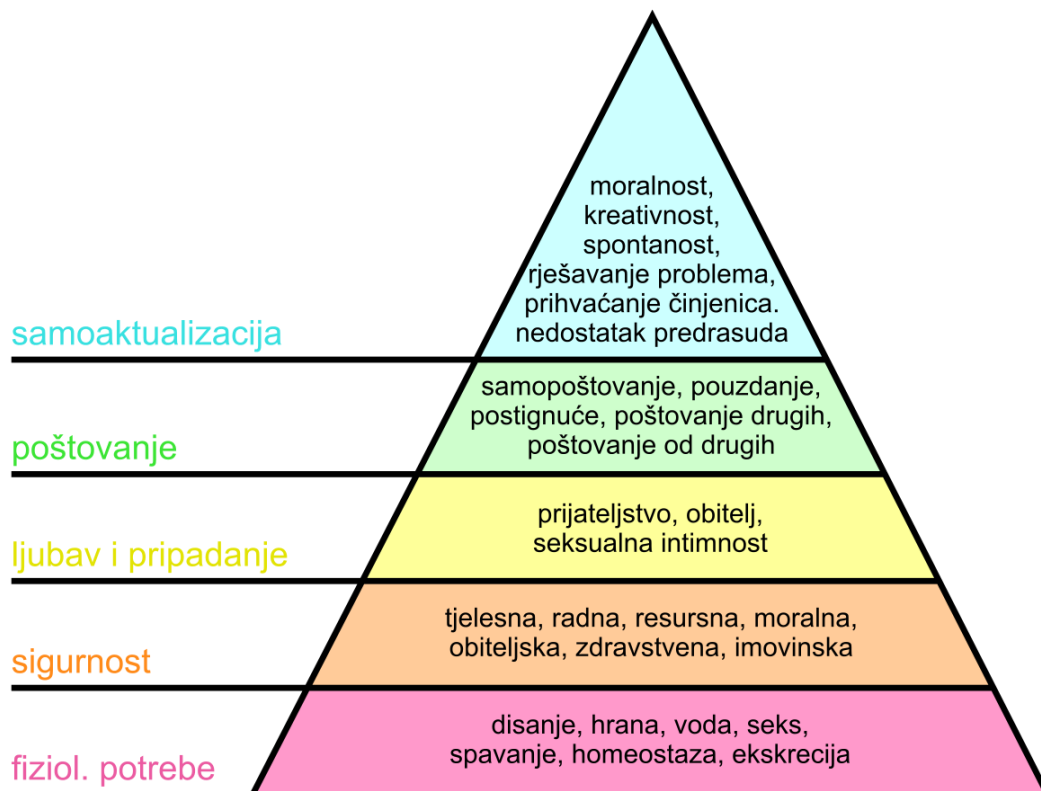 moralnost,
kreativnost,
spontanost,
rješavanje problema,
prihvaćanje činjenica.
nedostatak predrasuda
samoaktualizacija
samopoštovanje, pouzdanje,
postignuće, poštovanje drugih,
poštovanje od drugih
poštovanje
prijateljstvo, obitelj,
seksualna intimnost
ljubav i pripadanje
tjelesna, radna, resursna, moralna,
obiteljska, zdravstvena, imovinska
sigurnost
disanje, hrana, voda, seks,
spavanje, homeostaza, ekskrecija
fiziol. potrebe